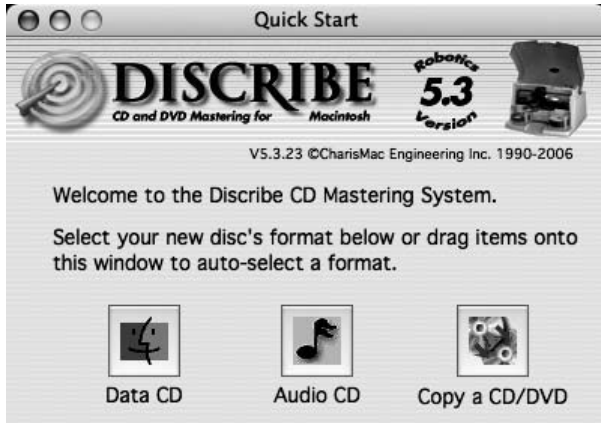 Quick Start
DISCRIBE
CD and DVD Mastering for Macintosh
Robotics
5.3
Version
V5.3.23 ©CharisMac Engineering Inc. 1990-2006
Welcome to the Discribe CD Mastering System.
Select your new disc's format below or drag items onto
this window to auto-select a format.
Data CD
Audio CD
Copy a CD/DVD